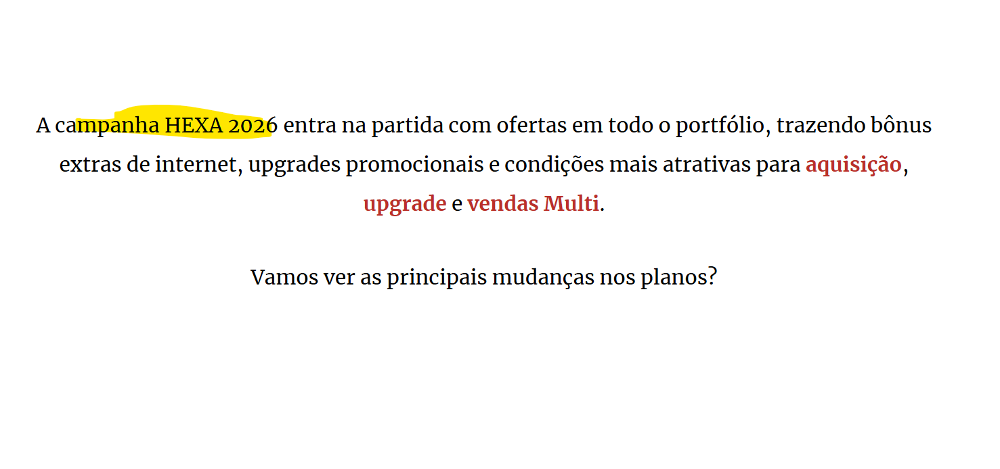 A campanha HEXA 2026 entra na partida com ofertas em todo o portfólio, trazendo bônus
extras de internet, upgrades promocionais e condições mais atrativas para aquisição,
upgrade e vendas Multi.
Vamos ver as principais mudanças nos planos?